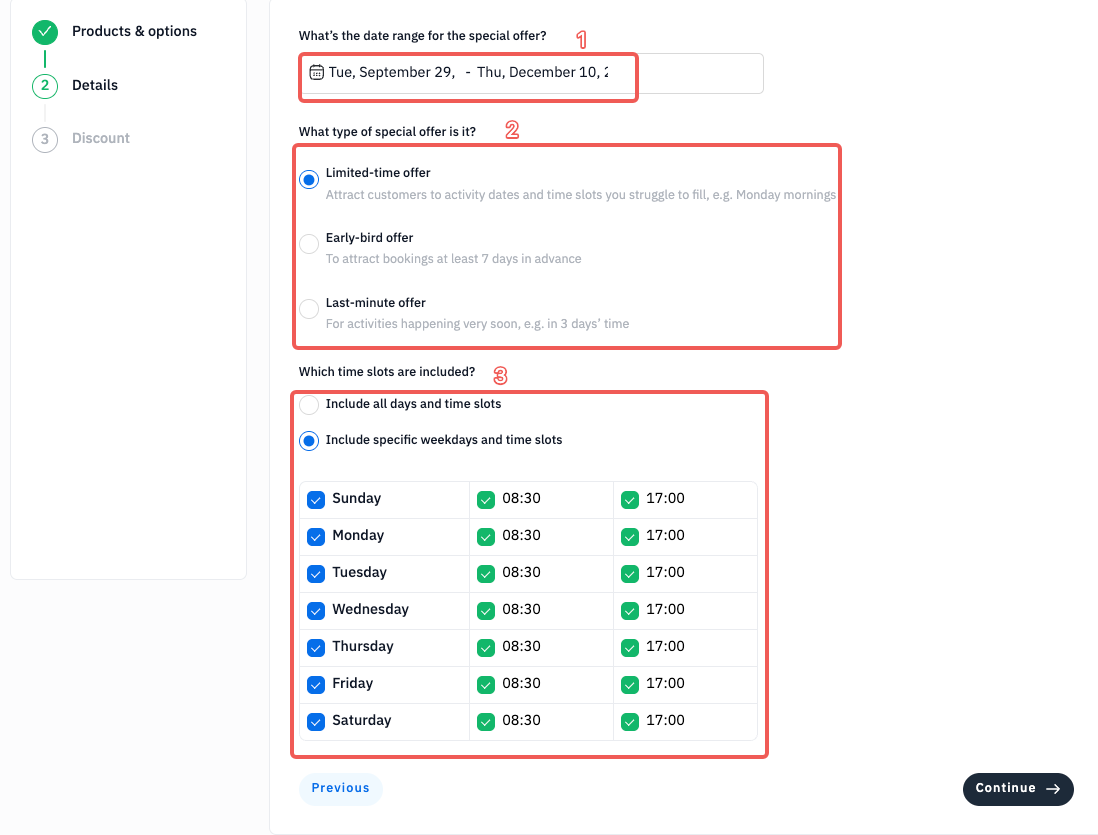 Products & options
2 Details
3 Discount
What's the date range for the special offer? 1
Tue, September 29, - Thu, December 10, 2
What type of special offer is it? 2
Limited-time offer
Attract customers to activity dates and time slots you struggle to fill, e.g. Monday mornings
Early-bird offer
To attract bookings at least 7 days in advance
Last-minute offer
For activities happening very soon, e.g. in 3 days’ time
Which time slots are included? 3
Include all days and time slots
Include specific weekdays and time slots
Sunday 08:30 17:00
Monday 08:30 17:00
Tuesday 08:30 17:00
Wednesday 08:30 17:00
Thursday 08:30 17:00
Friday 08:30 17:00
Saturday 08:30 17:00
Previous
Continue →